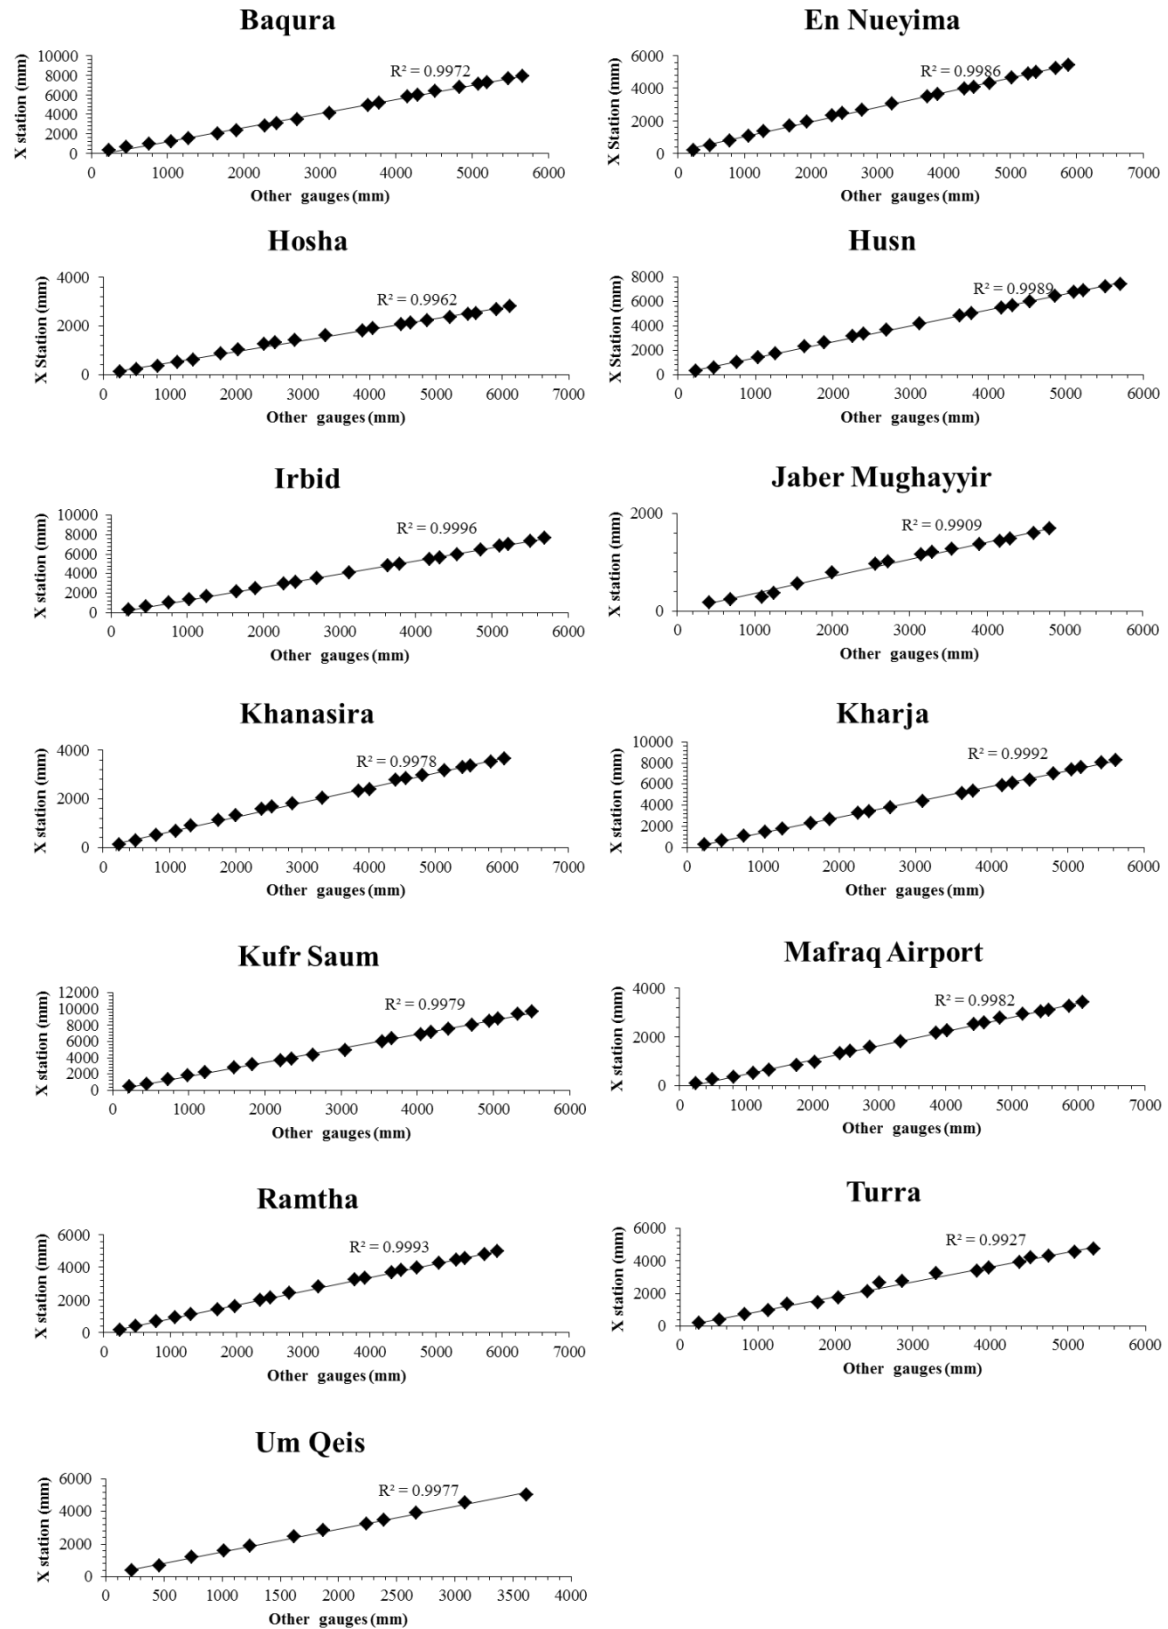 Baqura
X station (mm)
10000
8000
6000
4000
2000
0
R² = 0.9972
0 1000 2000 3000 4000 5000 6000
Other gauges (mm)
En Nueyima
X Station (mm)
6000
4000
2000
0
R² = 0.9986
0 1000 2000 3000 4000 5000 6000 7000
Other gauges (mm)
Hosha
X Station (mm)
4000
2000
0
R² = 0.9962
0 1000 2000 3000 4000 5000 6000 7000
Other gauges (mm)
Husn
X Station (mm)
8000
6000
4000
2000
0
R² = 0.9989
0 1000 2000 3000 4000 5000 6000
Other gauges (mm)
Irbid
X station (mm)
10000
8000
6000
4000
2000
0
R² = 0.9996
0 1000 2000 3000 4000 5000 6000
Other gauges (mm)
Jaber Mughayyir
X station (mm)
2000
0
R² = 0.9909
0 1000 2000 3000 4000 5000 6000
Other gauges (mm)
Khanasira
X station (mm)
4000
2000
0
R² = 0.9978
0 1000 2000 3000 4000 5000 6000 7000
Other gauges (mm)
Kharja
X station (mm)
10000
8000
6000
4000
2000
0
R² = 0.9992
0 1000 2000 3000 4000 5000 6000
Other gauges (mm)
Kufr Saum
X station (mm)
12000
10000
8000
6000
4000
2000
0
R² = 0.9979
0 1000 2000 3000 4000 5000 6000
Other gauges (mm)
Mafraq Airport
X station (mm)
4000
2000
0
R² = 0.9982
0 1000 2000 3000 4000 5000 6000 7000
Other gauges (mm)
Ramtha
X station (mm)
6000
4000
2000
0
R² = 0.9993
0 1000 2000 3000 4000 5000 6000 7000
Other gauges (mm)
Turra
X station (mm)
6000
4000
2000
0
R² = 0.9927
0 1000 2000 3000 4000 5000 6000
Other gauges (mm)
Um Qeis
X station (mm)
6000
4000
2000
0
R² = 0.9977
0 500 1000 1500 2000 2500 3000 3500 4000
Other gauges (mm)